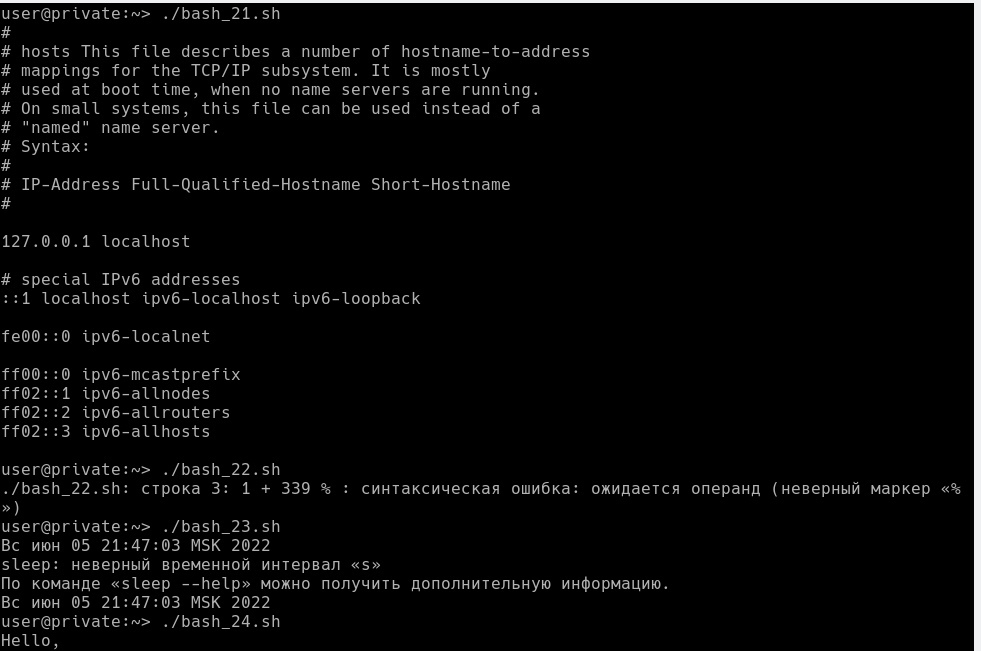 user@private:~> ./bash_21.sh
#
# hosts This file describes a number of hostname-to-address
# mappings for the TCP/IP subsystem. It is mostly
# used at boot time, when no name servers are running.
# On small systems, this file can be used instead of a
# "named" name server.
# Syntax:
#
# IP-Address Full-Qualified-Hostname Short-Hostname
#
127.0.0.1 localhost
# special IPv6 addresses
::1 localhost ipv6-localhost ipv6-loopback
fe00::0 ipv6-localnet
ff00::0 ipv6-mcastprefix
ff02::1 ipv6-allnodes
ff02::2 ipv6-allrouters
ff02::3 ipv6-allhosts
user@private:~> ./bash_22.sh
./bash_22.sh: строка 3: 1 + 339 % : синтаксическая ошибка: ожидается операнд (неверный маркер «%
»)
user@private:~> ./bash_23.sh
Вс июн 05 21:47:03 MSK 2022
sleep: неверный временной интервал «s»
По команде «sleep --help» можно получить дополнительную информацию.
Вс июн 05 21:47:03 MSK 2022
user@private:~> ./bash_24.sh
Hello,